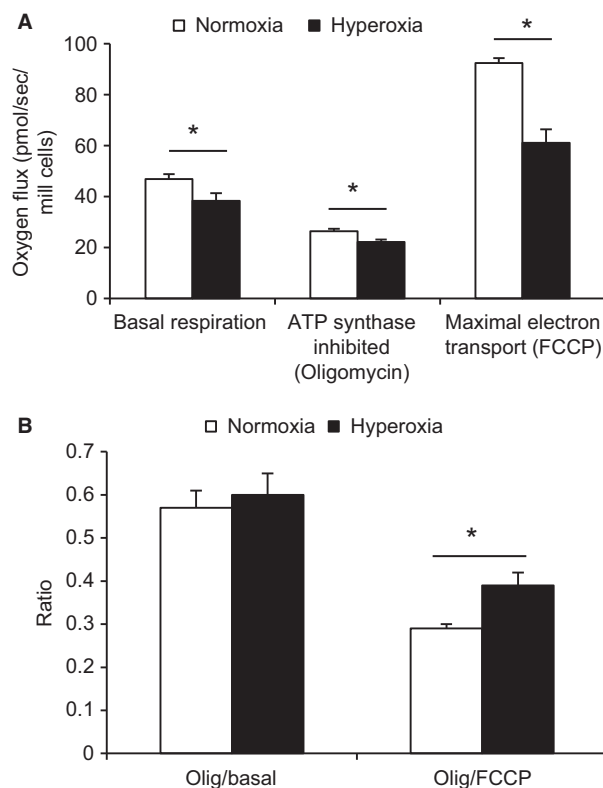 A
Normoxia Hyperoxia
Oxygen flux (pmol/sec/
mill cells)
100
80
60
40
20
0
*
*
*
Basal respiration
ATP synthase
inhibited
(Oligomycin)
Maximal electron
transport (FCCP)
B
Normoxia Hyperoxia
Ratio
0.7
0.6
0.5
0.4
0.3
0.2
0.1
0
*
Olig/basal
Olig/FCCP